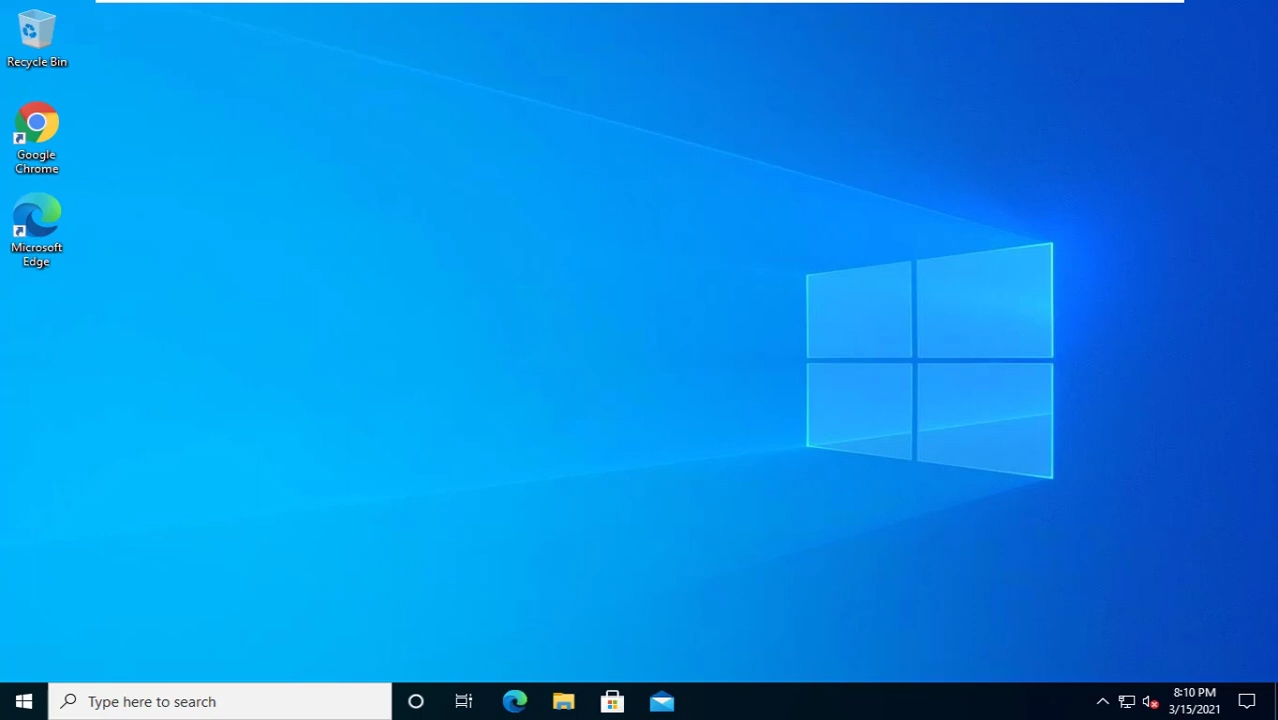 Recycle Bin
Google
Chrome
Microsoft
Edge
Type here to search
8:10 PM
3/15/2021